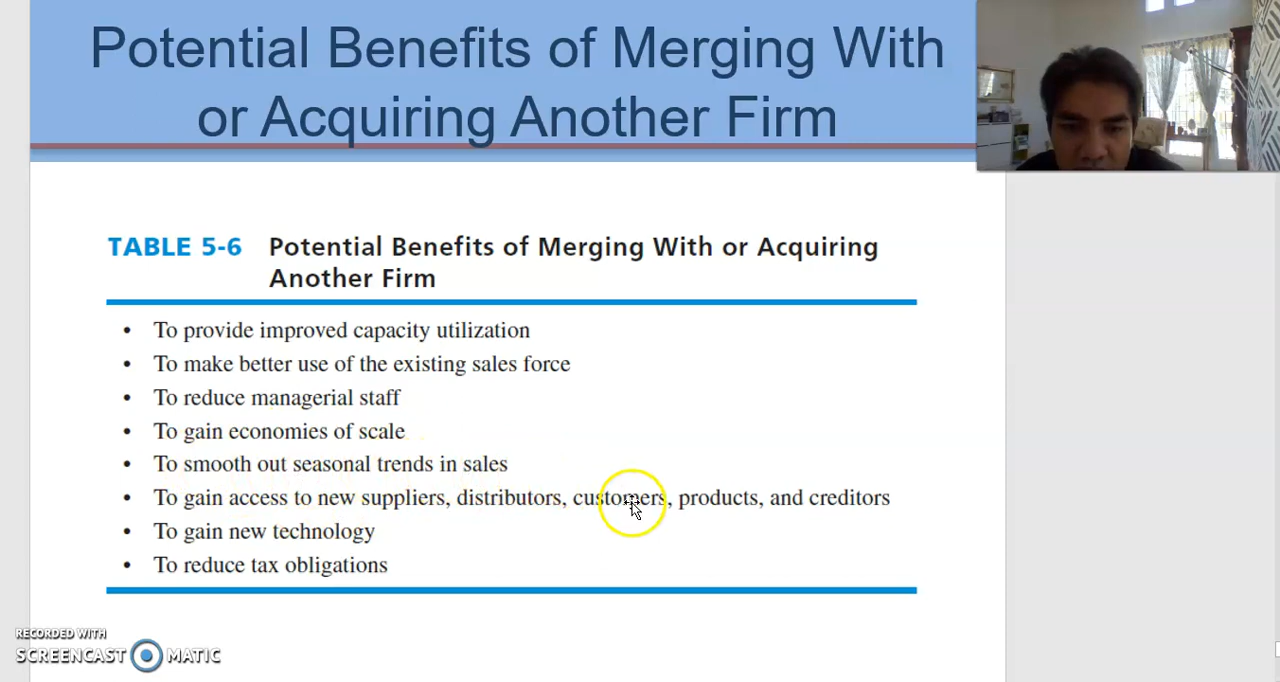 Potential Benefits of Merging With
or Acquiring Another Firm
TABLE 5-6 Potential Benefits of Merging With or Acquiring
Another Firm
• To provide improved capacity utilization
• To make better use of the existing sales force
• To reduce managerial staff
• To gain economies of scale
• To smooth out seasonal trends in sales
• To gain access to new suppliers, distributors, customers, products, and creditors
• To gain new technology
• To reduce tax obligations
RECORDED WITH
SCREENCAST MATIC